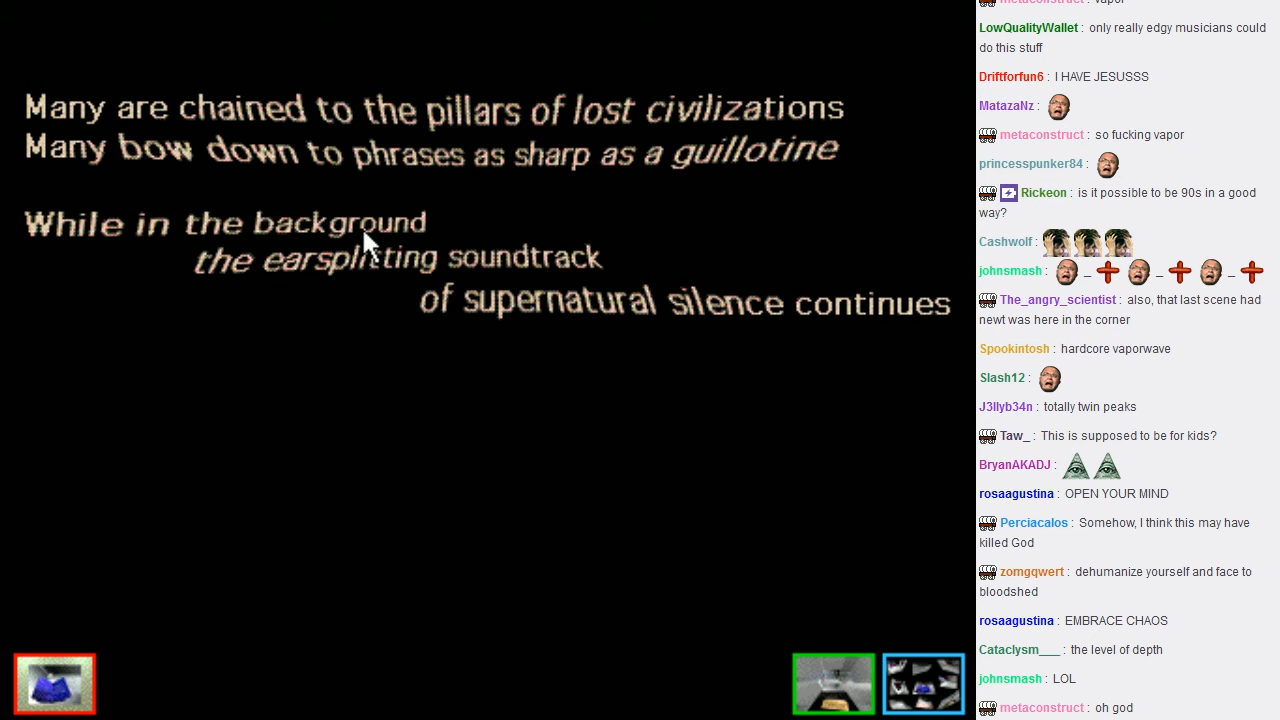 Many are chained to the pillars of lost civilizations
Many bow down to phrases as sharp as a guillotine
While in the background
the earsplitting soundtrack
of supernatural silence continues
metaconstruct : vapor
LowQualityWallet : only really edgy musicians could
do this stuff
Driftforfun6 : I HAVE JESUSSS
MatazaNz :
metaconstruct : so fucking vapor
princesspunker84 :
Rickeon : is it possible to be 90s in a good
way?
Cashwolf :
johnsmash : _ _ _
The_angry_scientist : also, that last scene had
newt was here in the corner
Spookintosh : hardcore vaporwave
Slash12 :
J3llyb34n : totally twin peaks
Taw_ : This is supposed to be for kids?
BryanAKADJ :
rosaagustina : OPEN YOUR MIND
Perciacalos : Somehow, I think this may have
killed God
zomgqwert : dehumanize yourself and face to
bloodshed
rosaagustina : EMBRACE CHAOS
Cataclysm___ : the level of depth
johnsmash : LOL
metaconstruct : oh god